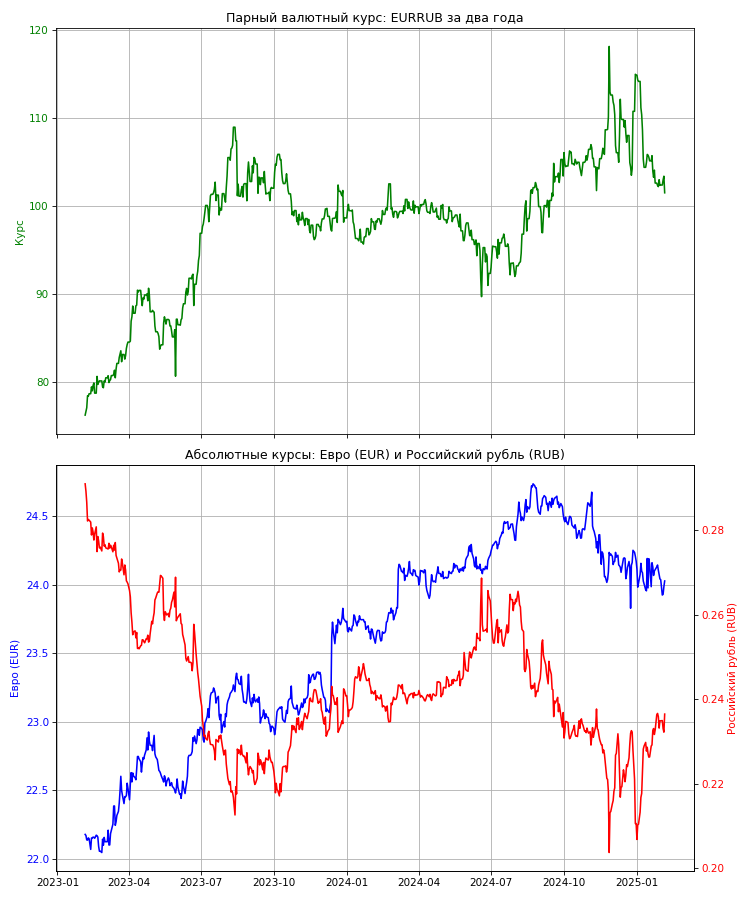 Парный валютный курс: EURRUB за два года
120
110
100
90
80
Курс
Абсолютные курсы: Евро (EUR) и Российский рубль (RUB)
24.5
24.0
23.5
23.0
22.5
22.0
Евро (EUR)
0.28
0.26
0.24
0.22
0.20
Российский рубль (RUB)
2023-01 2023-04 2023-07 2023-10 2024-01 2024-04 2024-07 2024-10 2025-01